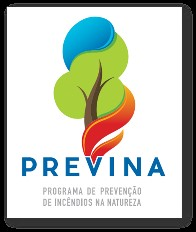 PREVINA
PROGRAMA DE PREVENÇÃO
DE INCÊNDIOS NA NATUREZA